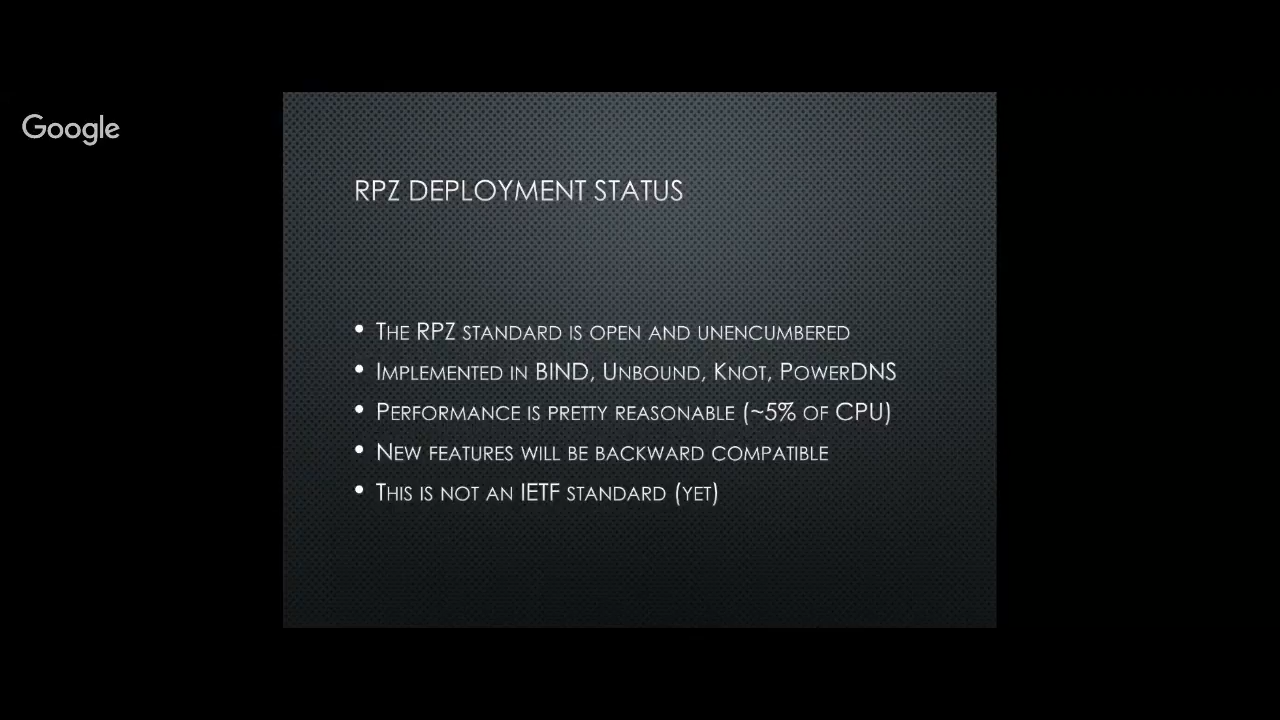 Google
RPZ DEPLOYMENT STATUS
• THE RPZ STANDARD IS OPEN AND UNENCUMBERED
• IMPLEMENTED IN BIND, UNBOUND, KNOT, POWERDNS
• PERFORMANCE IS PRETTY REASONABLE (~5% OF CPU)
• NEW FEATURES WILL BE BACKWARD COMPATIBLE
• THIS IS NOT AN IETF STANDARD (YET)